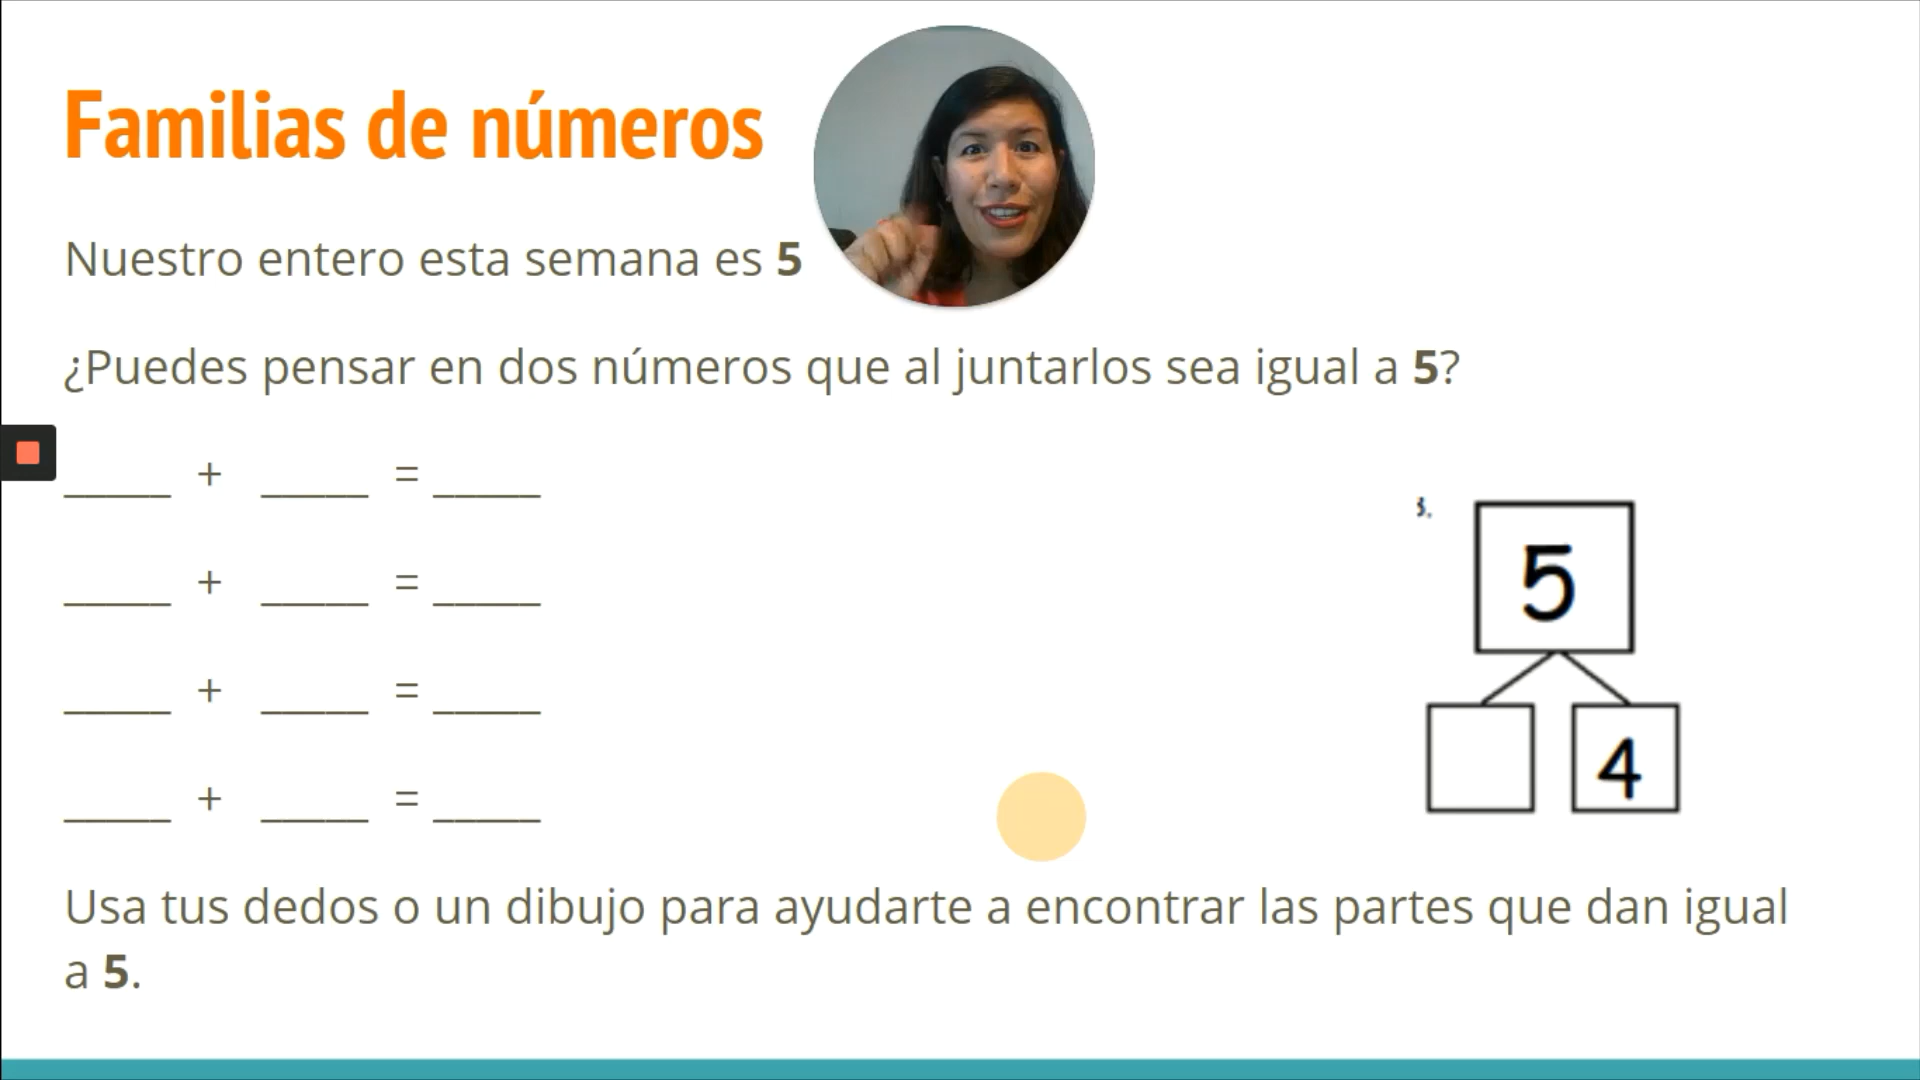 Familias de números
Nuestro entero esta semana es 5
¿Puedes pensar en dos números que al juntarlos sea igual a 5?
_____ + _____ = _____
_____ + _____ = _____
_____ + _____ = _____
_____ + _____ = _____
5
4
Usa tus dedos o un dibujo para ayudarte a encontrar las partes que dan igual
a 5.